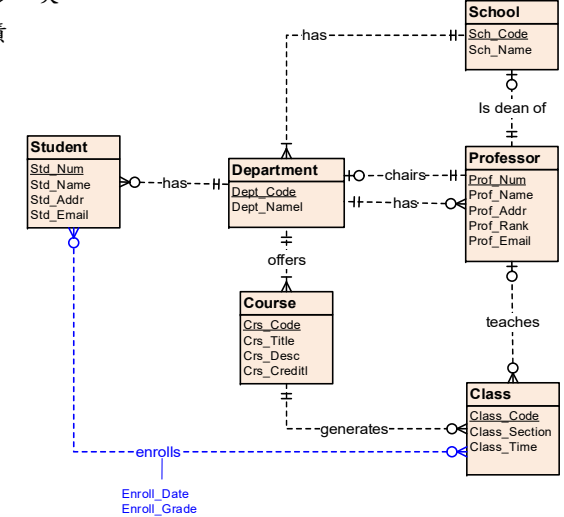 School
Sch_Code
Sch_Name
has
Is dean of
Student
Std_Num
Std_Name
Std_Addr
Std_Email
has
Department
Dept_Code
Dept_Namel
chairs
has
Professor
Prof_Num
Prof_Name
Prof_Addr
Prof_Rank
Prof_Email
offers
Course
Crs_Code
Crs_Title
Crs_Desc
Crs_Creditl
teaches
Class
Class_Code
Class_Section
Class_Time
generates
enrolls
Enroll_Date
Enroll_Grade